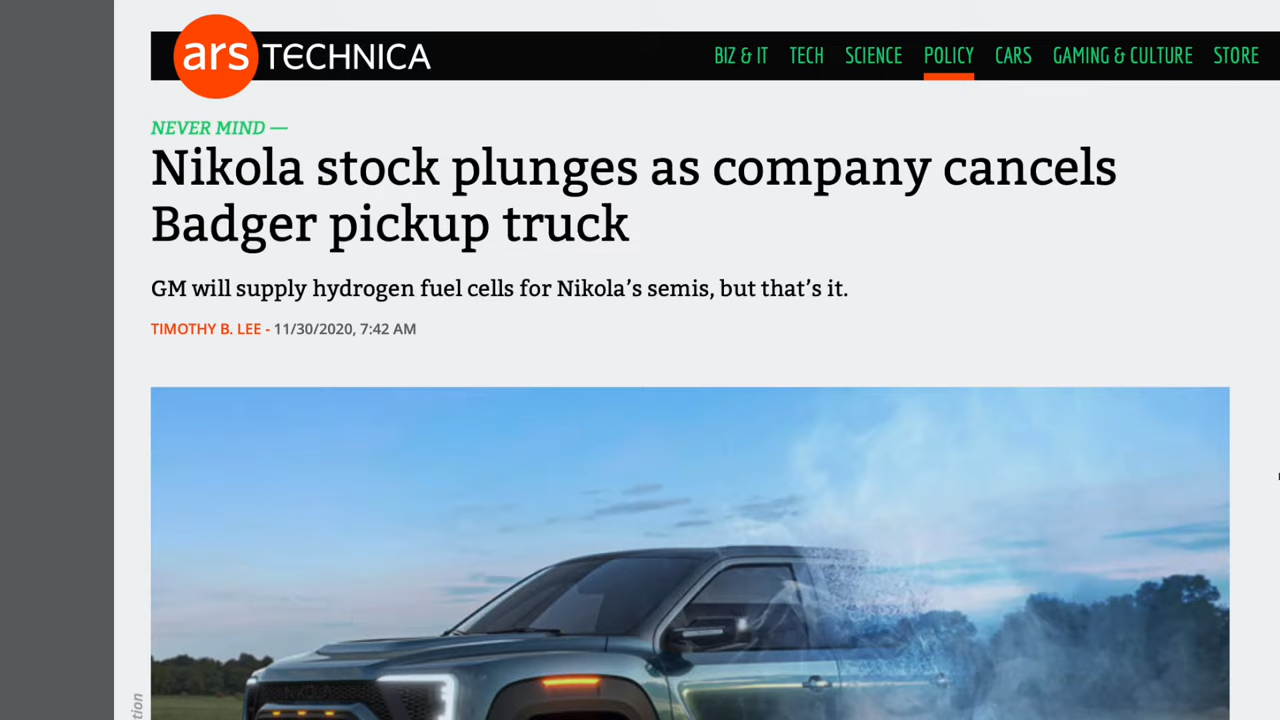 ars TECHNICA
BIZ & IT TECH SCIENCE POLICY CARS GAMING & CULTURE STORE
NEVER MIND —
Nikola stock plunges as company cancels
Badger pickup truck
GM will supply hydrogen fuel cells for Nikola’s semis, but that’s it.
TIMOTHY B. LEE - 11/30/2020, 7:42 AM
NIKOLA